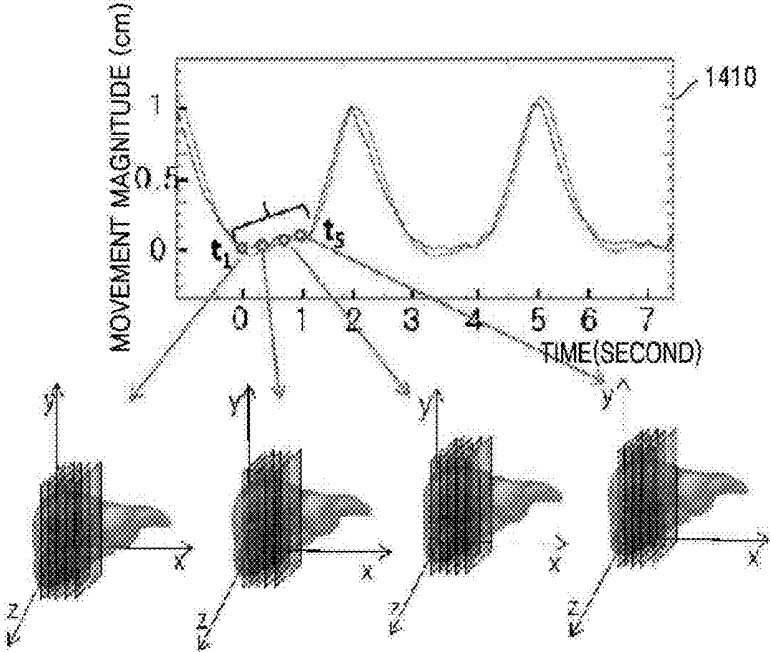 MOVEMENT MAGNITUDE (cm)
1410
1
0.5
0
t₁
t₅
0 1 2 3 4 5 6 7
TIME(SECOND)
y y y y
x x x x
z z z z